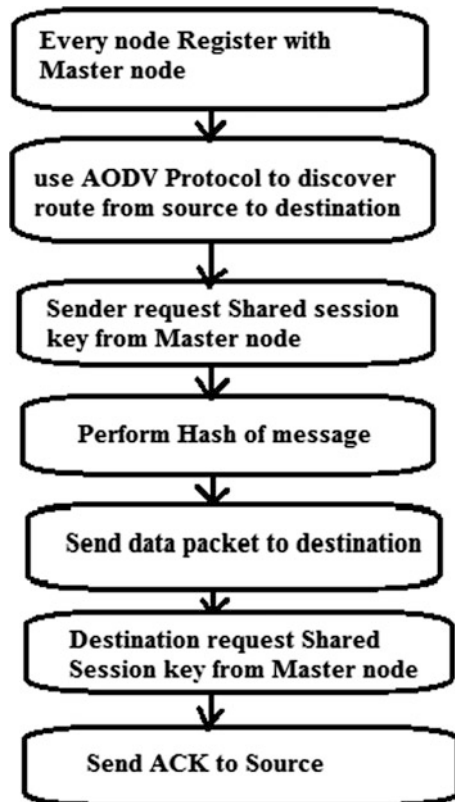 Every node Register with
Master node
use AODV Protocol to discover
route from source to destination
Sender request Shared session
key from Master node
Perform Hash of message
Send data packet to destination
Destination request Shared
Session key from Master node
Send ACK to Source